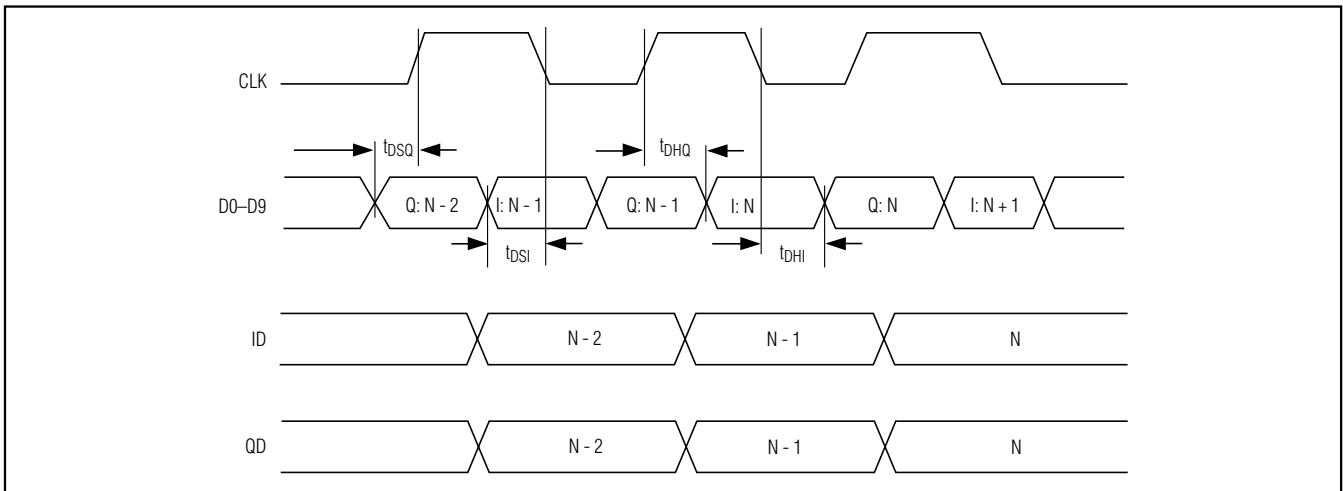 CLK
tDSQ
tDHQ
D0–D9
Q: N - 2
I: N - 1
Q: N - 1
I: N
Q: N
I: N + 1
tDSI
tDHI
ID
N - 2
N - 1
N
QD
N - 2
N - 1
N